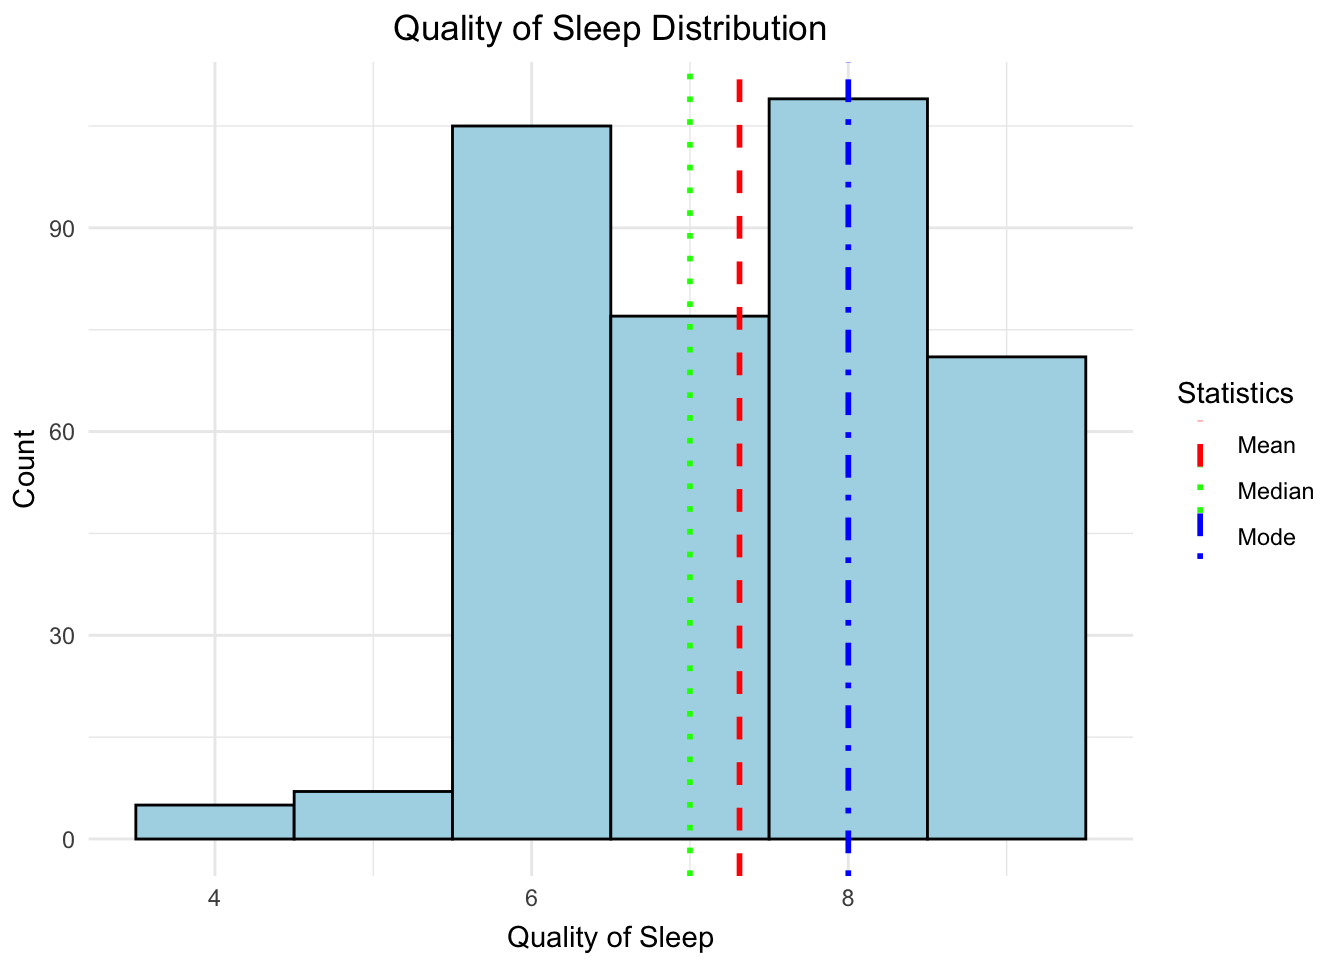 Quality of Sleep Distribution
90
60
30
0
Count
4 6 8
Quality of Sleep
Statistics
Mean
Median
Mode